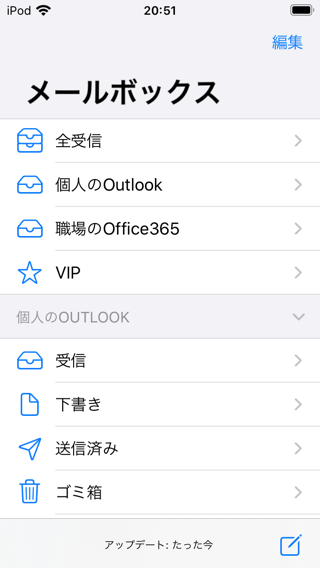 iPod 20:51
編集
メールボックス
全受信
個人のOutlook
職場のOffice365
VIP
個人のOUTLOOK
受信
下書き
送信済み
ゴミ箱
アップデート: たった今